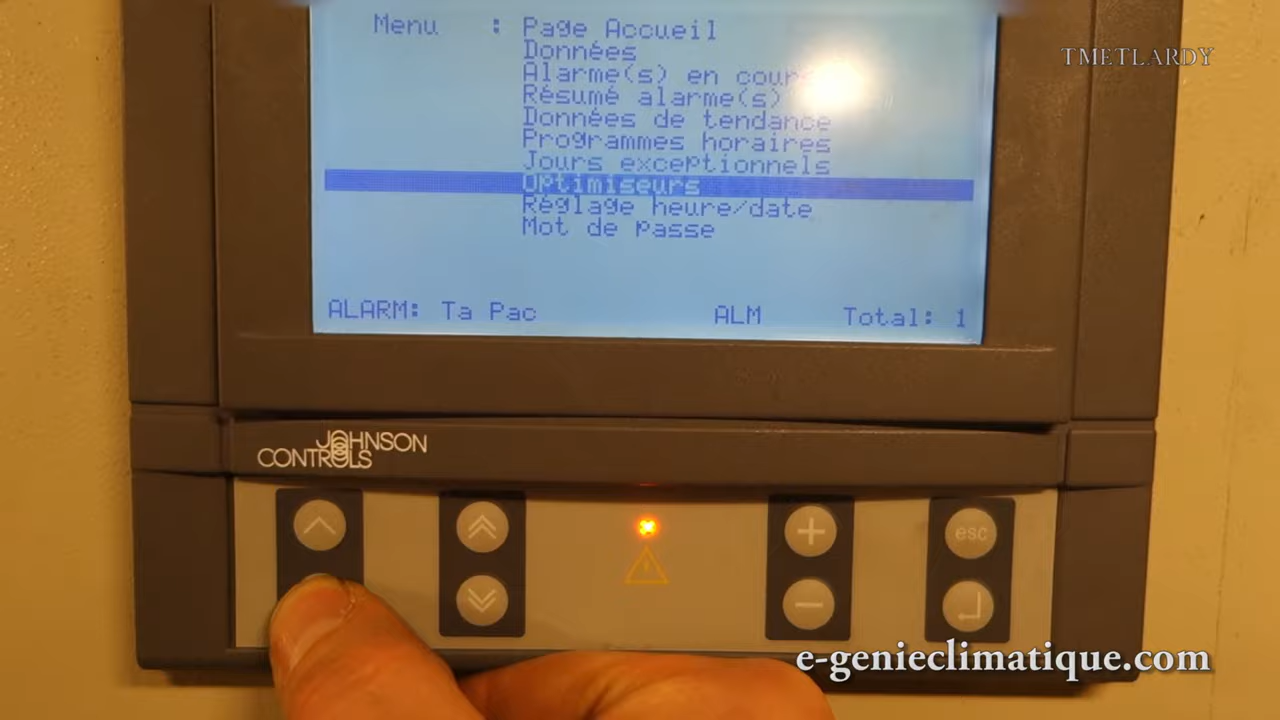 TMETLARDY
Menu : Page Accueil
Données
Alarme(s) en cours
Résumé alarme(s)
Données de tendance
Programmes horaires
Jours exceptionnels
Optimiseurs
Réglage heure/date
Mot de passe
ALARM: Ta Pac ALM Total: 1
JOHNSON
CONTROLS
esc
e-genieclimatique.com